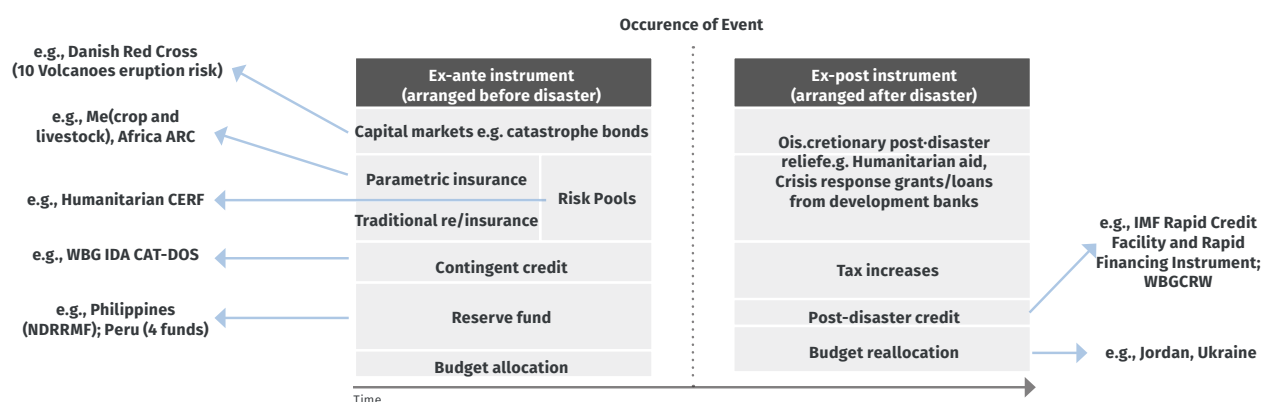 Occurence of Event
e.g., Danish Red Cross
(10 Volcanoes eruption risk)
e.g., Me(crop and
livestock), Africa ARC
e.g., Humanitarian CERF
e.g., WBG IDA CAT-DOS
e.g., Philippines
(NDRRMF); Peru (4 funds)
Ex-ante instrument
(arranged before disaster)
Capital markets e.g. catastrophe bonds
Parametric insurance
Traditional re/insurance
Risk Pools
Contingent credit
Reserve fund
Budget allocation
Ex-post instrument
(arranged after disaster)
Ois.cretionary post-disaster
reliefe.g. Humanitarian aid,
Crisis response grants/loans
from development banks
Tax increases
Post-disaster credit
Budget reallocation
e.g., IMF Rapid Credit
Facility and Rapid
Financing Instrument;
WBGCRW
e.g., Jordan, Ukraine
Time